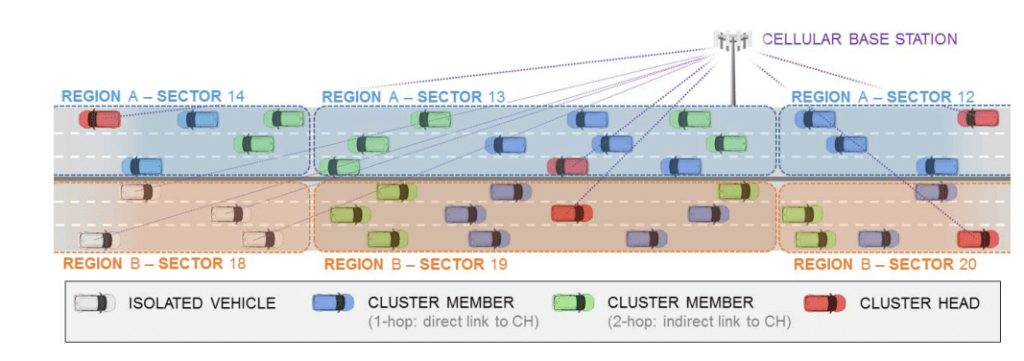 CELLULAR BASE STATION
REGION A – SECTOR 14
REGION A – SECTOR 13
REGION A – SECTOR 12
REGION B – SECTOR 18
REGION B – SECTOR 19
REGION B – SECTOR 20
ISOLATED VEHICLE
CLUSTER MEMBER
(1-hop: direct link to CH)
CLUSTER MEMBER
(2-hop: indirect link to CH)
CLUSTER HEAD